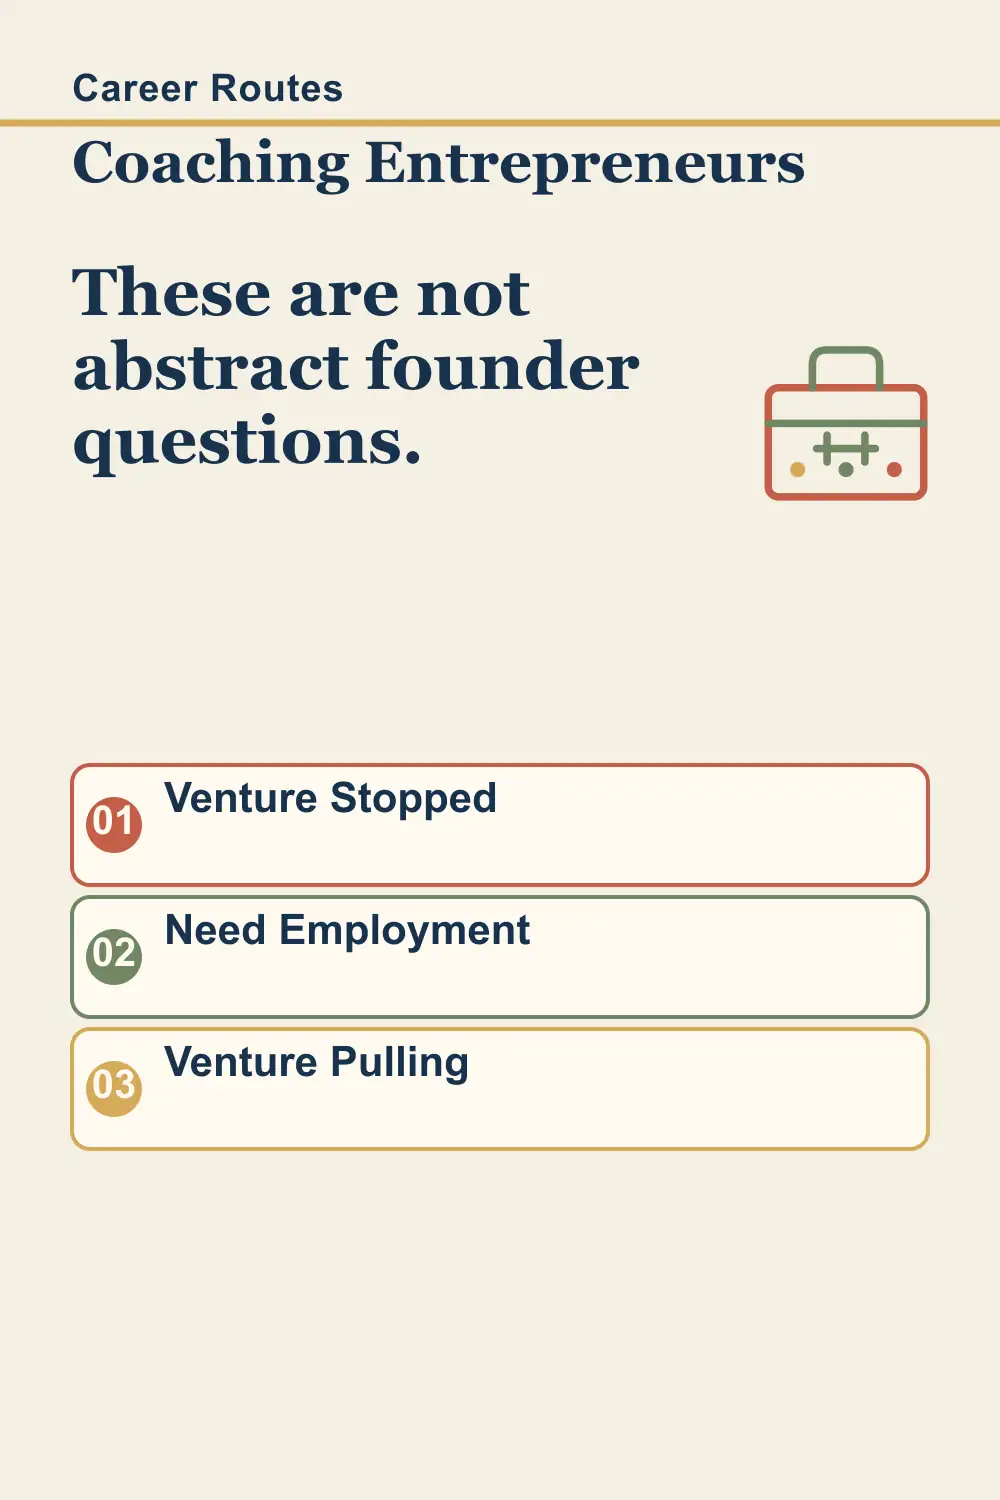 Career Routes
Coaching Entrepreneurs
These are not
abstract founder
questions.
01
Venture Stopped
02
Need Employment
03
Venture Pulling